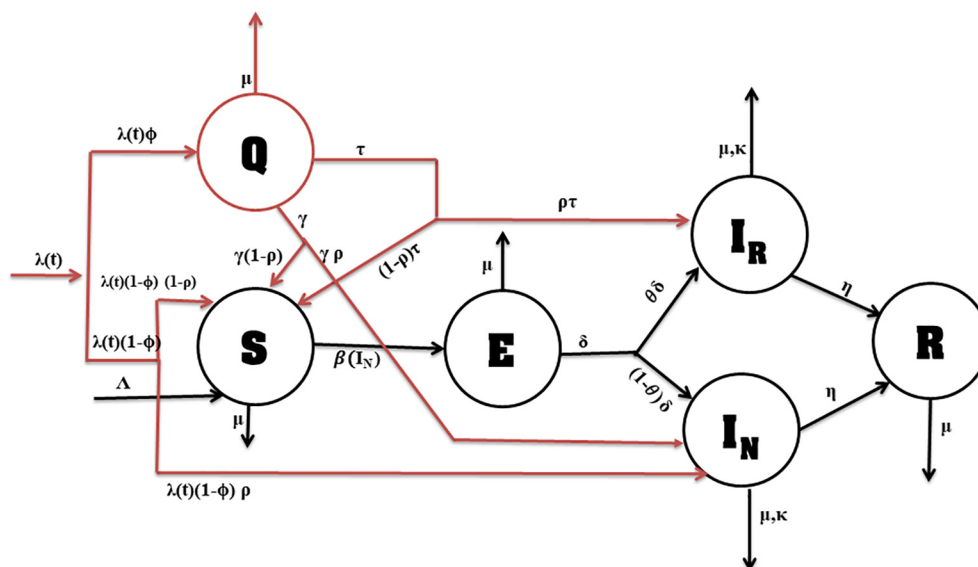 μ
λ(t)ϕ
Q
τ
μ,κ
γ
ρτ
I_R
λ(t)
γ(1-ρ)
γ ρ
(1-ρ)τ
μ
λ(t)(1-ϕ) (1-ρ)
θδ
η
S
E
R
λ(t)(1-ϕ)
β(I_N)
δ
Λ
(1-θ)δ
η
μ
I_N
μ
λ(t)(1-ϕ) ρ
μ,κ